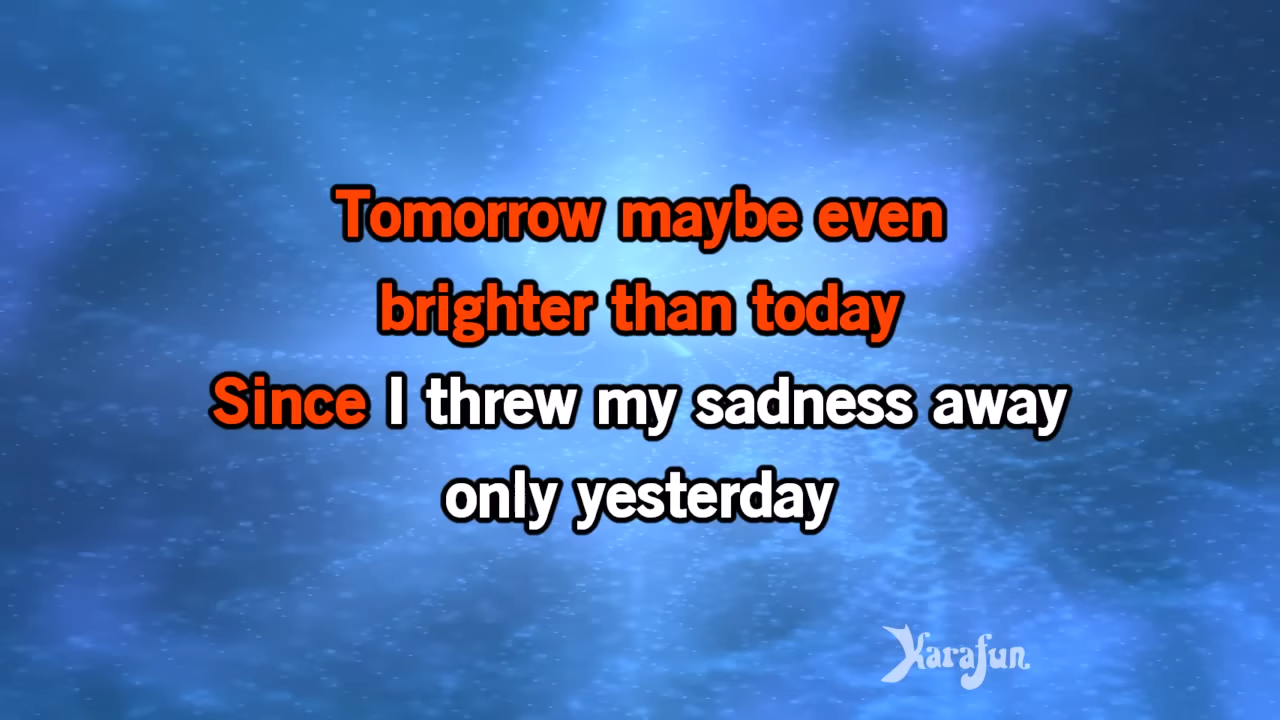 Tomorrow maybe even
brighter than today
Since I threw my sadness away
only yesterday
Karafun